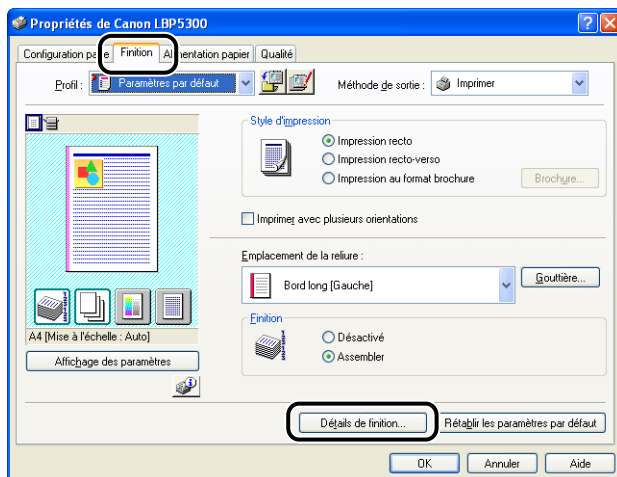 Propriétés de Canon LBP5300
Configuration page Finition Alimentation papier Qualité
Profil : Paramètres par défaut Méthode de sortie : Imprimer
Style d'impression
Impression recto
Impression recto-verso
Impression au format brochure Brochure...
Imprimer avec plusieurs orientations
Emplacement de la reliure :
Bord long [Gauche] Gouttière...
Finition
Désactivé
Assembler
A4 [Mise à l'échelle : Auto]
Affichage des paramètres
Détails de finition... Rétablir les paramètres par défaut
OK Annuler Aide